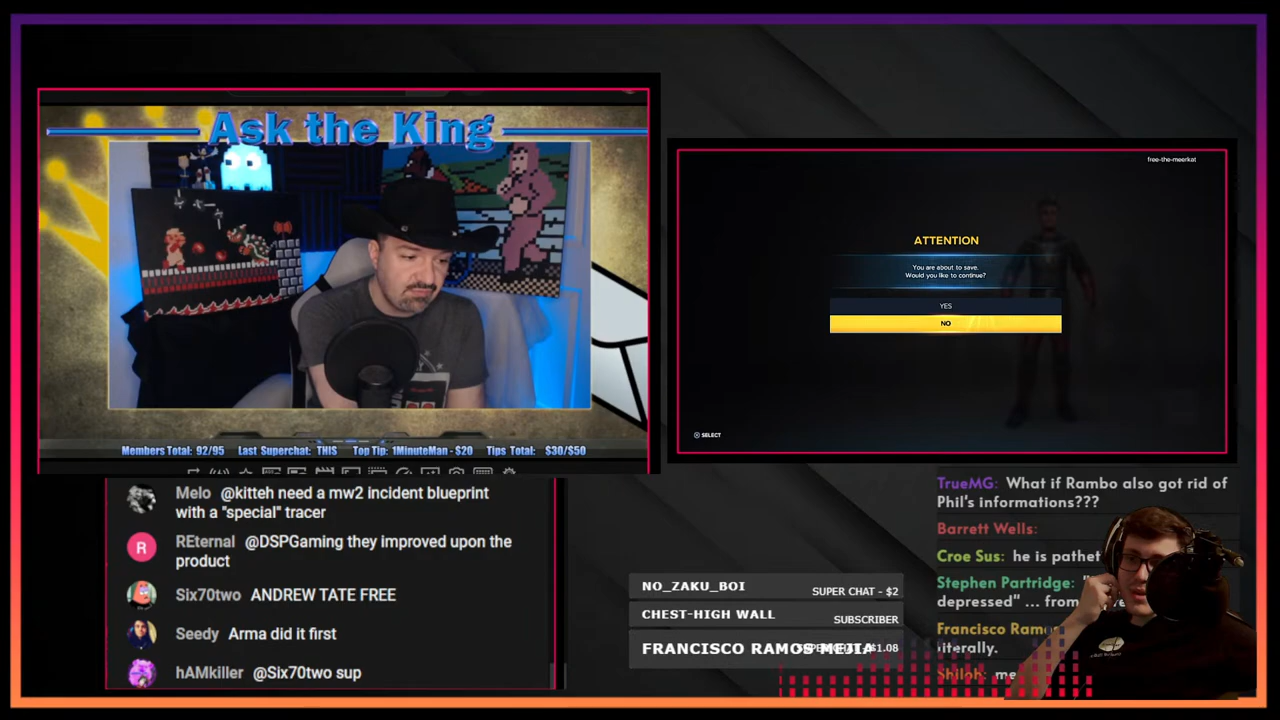 Ask the King
Members Total: 92/95 Last Superchat: THIS Top Tip: 1MinuteMan - $20 Tips Total: $30/$50
free-the-meerkat
ATTENTION
You are about to save.
Would you like to continue?
YES
NO
SELECT
Melo @kitteh need a mw2 incident blueprint
with a "special" tracer
R
REternal @DSPGaming they improved upon the
product
Six70two ANDREW TATE FREE
Seedy Arma did it first
hAMkiller @Six70two sup
NO_ZAKU_BOI SUPER CHAT - $2
CHEST-HIGH WALL SUBSCRIBER
FRANCISCO RAMOS MEJIA $1.08
TrueMG: What if Rambo also got rid of
Phil's informations???
Barrett Wells:
Croe Sus: he is pathet
Stephen Partridge:
depressed" ... from
Francisco Ramos
literally.
Shiloh: me